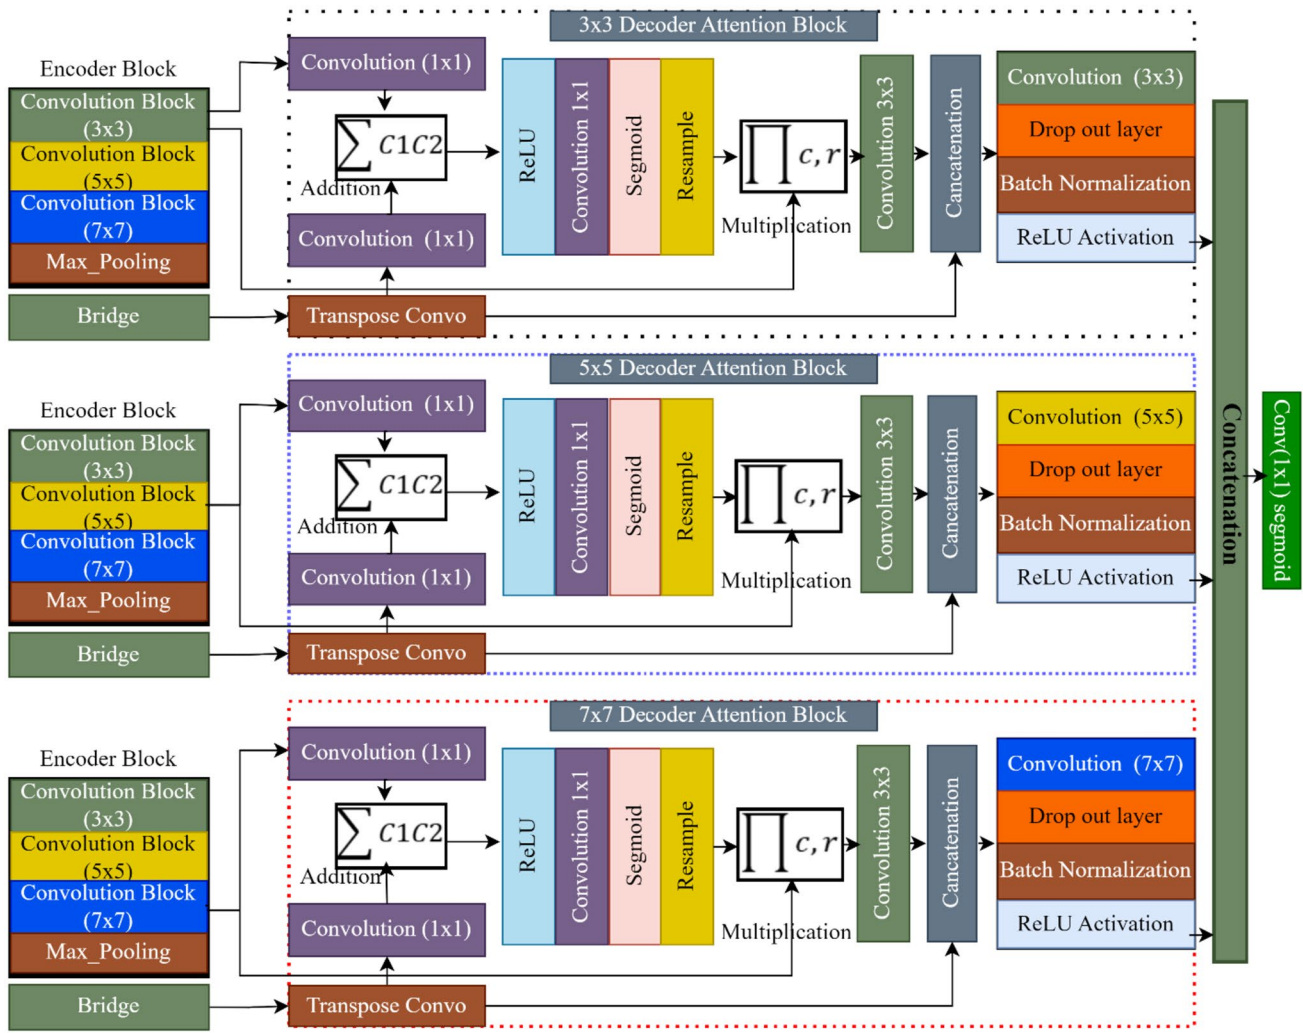 3x3 Decoder Attention Block
Encoder Block
Convolution Block
(3x3)
Convolution Block
(5x5)
Convolution Block
(7x7)
Max_Pooling
Bridge
Convolution (1x1)
∑ C1C2
Addition
Convolution (1x1)
Transpose Convo
ReLU
Convolution 1x1
Segmoid
Resample
∏ c,r
Multiplication
Convolution 3x3
Cancatenation
Convolution (3x3)
Drop out layer
Batch Normalization
ReLU Activation
5x5 Decoder Attention Block
Encoder Block
Convolution Block
(3x3)
Convolution Block
(5x5)
Convolution Block
(7x7)
Max_Pooling
Bridge
Convolution (1x1)
∑ C1C2
Addition
Convolution (1x1)
Transpose Convo
ReLU
Convolution 1x1
Segmoid
Resample
∏ c,r
Multiplication
Convolution 3x3
Cancatenation
Convolution (5x5)
Drop out layer
Batch Normalization
ReLU Activation
7x7 Decoder Attention Block
Encoder Block
Convolution Block
(3x3)
Convolution Block
(5x5)
Convolution Block
(7x7)
Max_Pooling
Bridge
Convolution (1x1)
∑ C1C2
Addition
Convolution (1x1)
Transpose Convo
ReLU
Convolution 1x1
Segmoid
Resample
∏ c,r
Multiplication
Convolution 3x3
Cancatenation
Convolution (7x7)
Drop out layer
Batch Normalization
ReLU Activation
Concatenation
Conv(1x1) segmoid